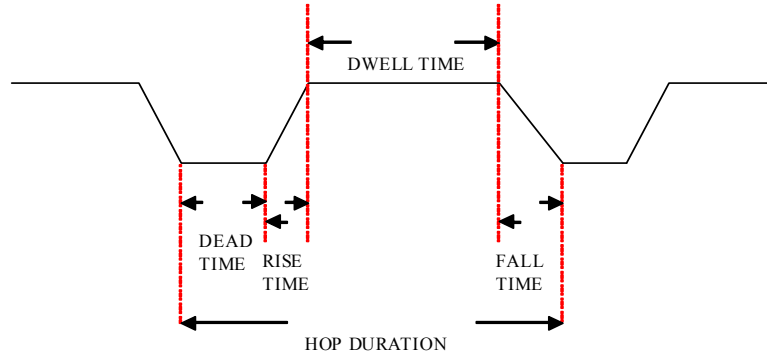 DWELL TIME
DEAD
TIME
RISE
TIME
FALL
TIME
HOP DURATION